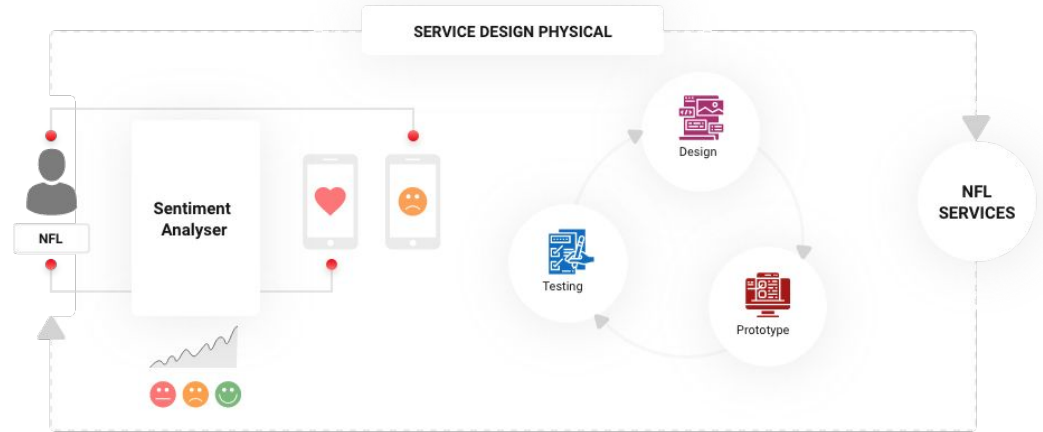 SERVICE DESIGN PHYSICAL
NFL
Sentiment
Analyser
Design
Testing
Prototype
NFL
SERVICES